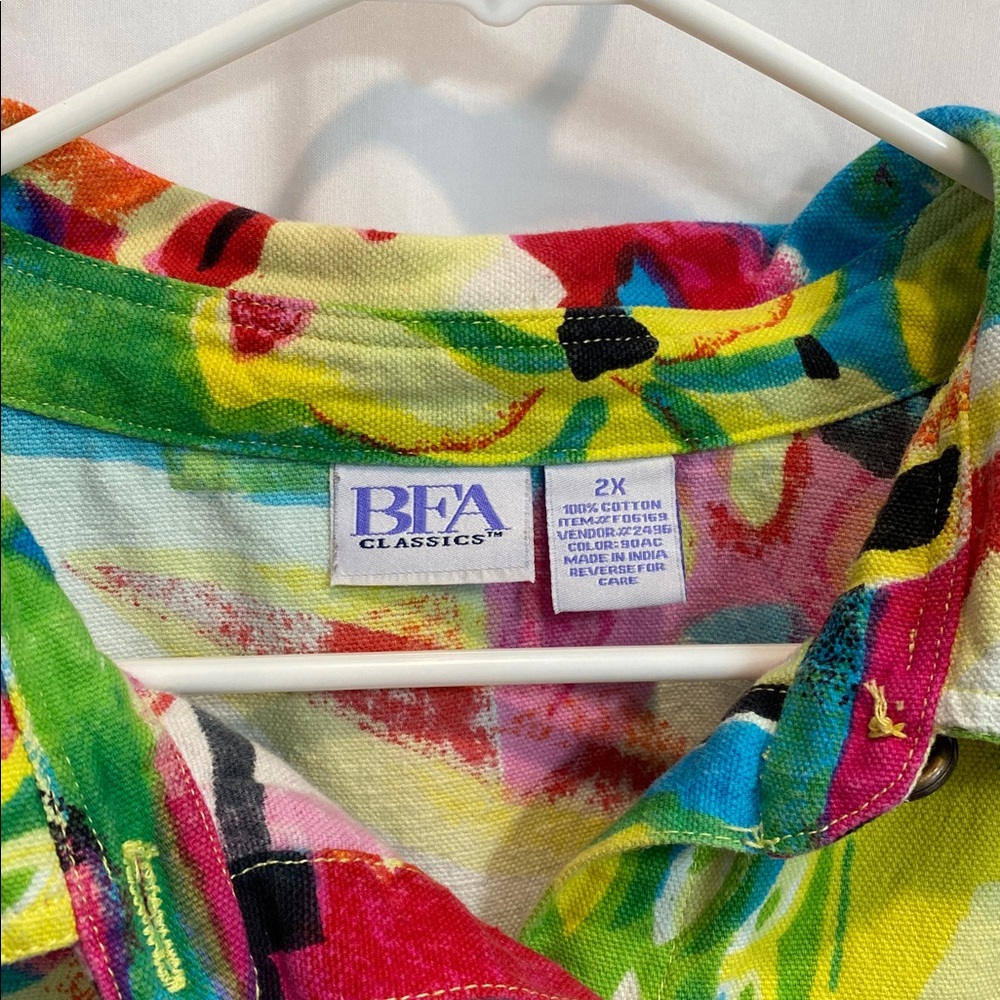 BFA
CLASSICS™
2X
100% COTTON
ITEM# F06169
VENDOR# 2496
COLOR: 90AC
MADE IN INDIA
REVERSE FOR
CARE